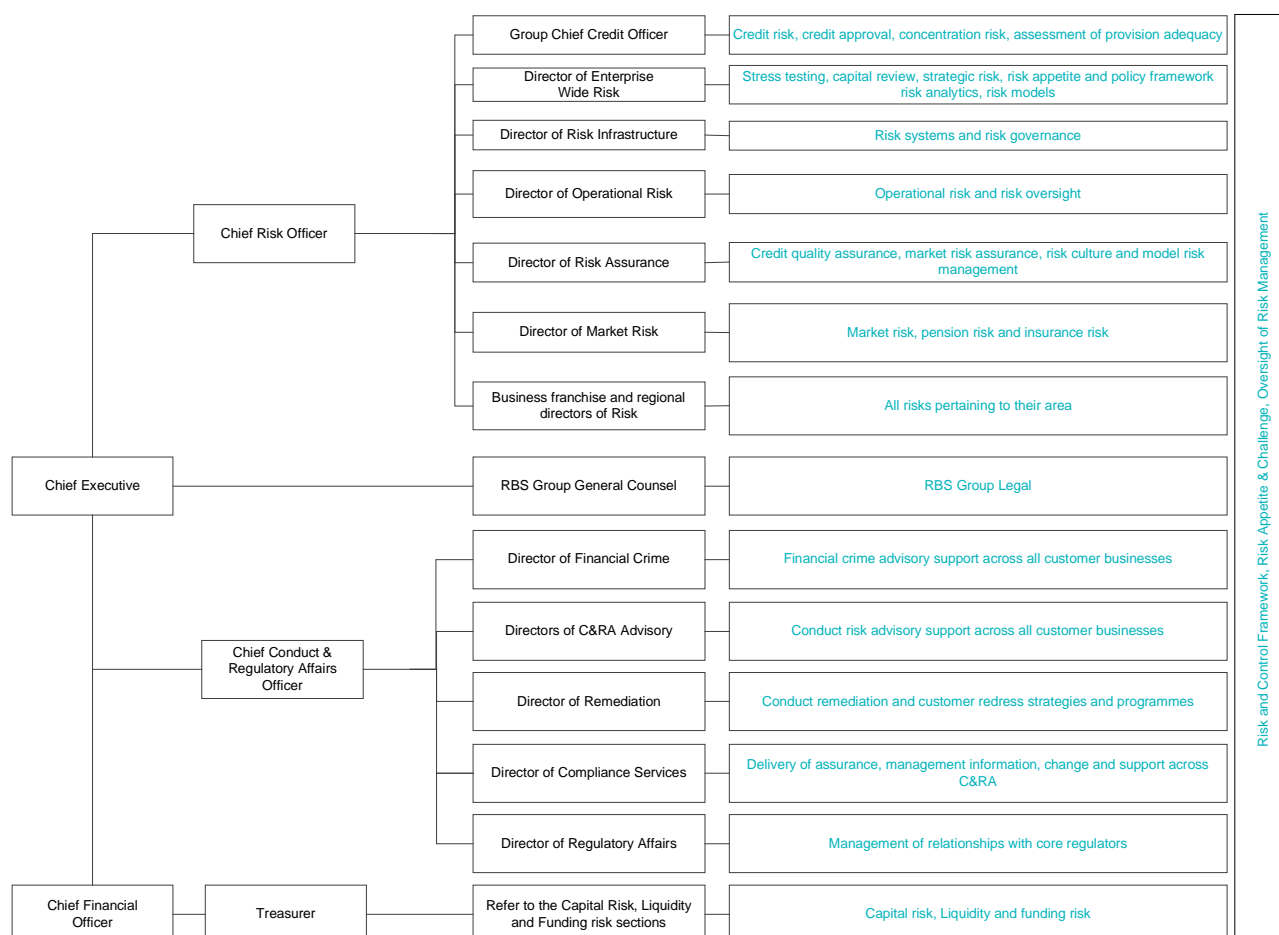 Group Chief Credit Officer
Credit risk, credit approval, concentration risk, assessment of provision adequacy
Director of Enterprise
Wide Risk
Stress testing, capital review, strategic risk, risk appetite and policy framework
risk analytics, risk models
Director of Risk Infrastructure
Risk systems and risk governance
Director of Operational Risk
Operational risk and risk oversight
Chief Risk Officer
Director of Risk Assurance
Credit quality assurance, market risk assurance, risk culture and model risk
management
Director of Market Risk
Market risk, pension risk and insurance risk
Business franchise and regional
directors of Risk
All risks pertaining to their area
Chief Executive
RBS Group General Counsel
RBS Group Legal
Director of Financial Crime
Financial crime advisory support across all customer businesses
Directors of C&RA Advisory
Conduct risk advisory support across all customer businesses
Chief Conduct &
Regulatory Affairs
Officer
Director of Remediation
Conduct remediation and customer redress strategies and programmes
Director of Compliance Services
Delivery of assurance, management information, change and support across
C&RA
Director of Regulatory Affairs
Management of relationships with core regulators
Chief Financial
Officer
Treasurer
Refer to the Capital Risk, Liquidity
and Funding risk sections
Capital risk, Liquidity and funding risk
Risk and Control Framework, Risk Appetite & Challenge, Oversight of Risk Management